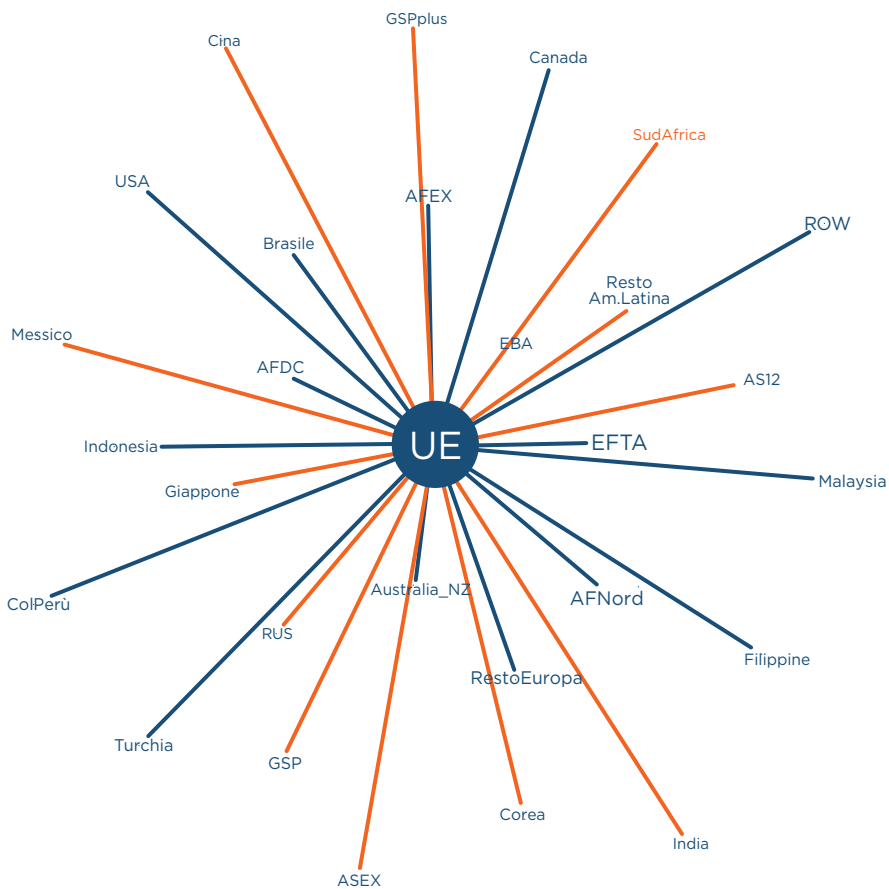 GSPplus
Cina
Canada
SudAfrica
USA
AFEX
ROW
Brasile
Resto
Am.Latina
Messico
EBA
AFDC
AS12
Indonesia
UE
EFTA
Giappone
Malaysia
ColPerù
Australia_NZ
AFNord
RUS
Filippine
RestoEuropa
Turchia
GSP
Corea
India
ASEX